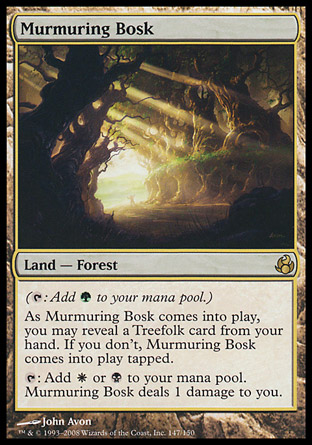 Murmuring Bosk
Land — Forest
(: Add to your mana pool.)
As Murmuring Bosk comes into play,
you may reveal a Treefolk card from your
hand. If you don't, Murmuring Bosk
comes into play tapped.
: Add or to your mana pool.
Murmuring Bosk deals 1 damage to you.
John Avon
™ & © 1993–2008 Wizards of the Coast, Inc. 147/150